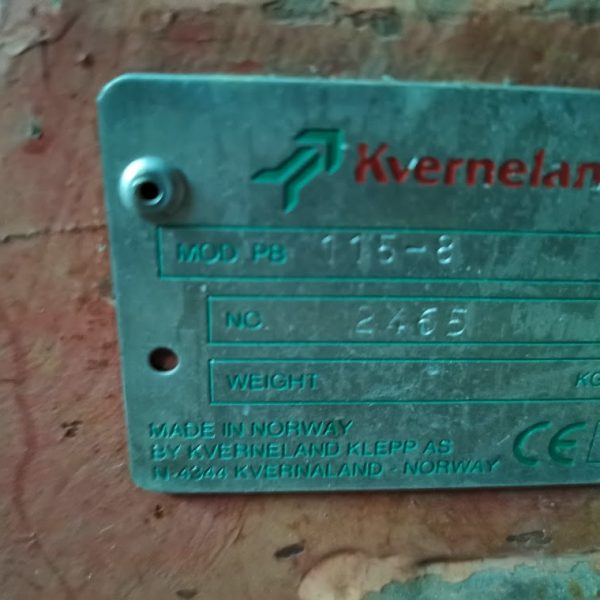 Kvernelan
MOD PB 115-8
NO. 2465
WEIGHT KG
MADE IN NORWAY
BY KVERNELAND KLEPP AS
N-4344 KVERNALAND - NORWAY
CE